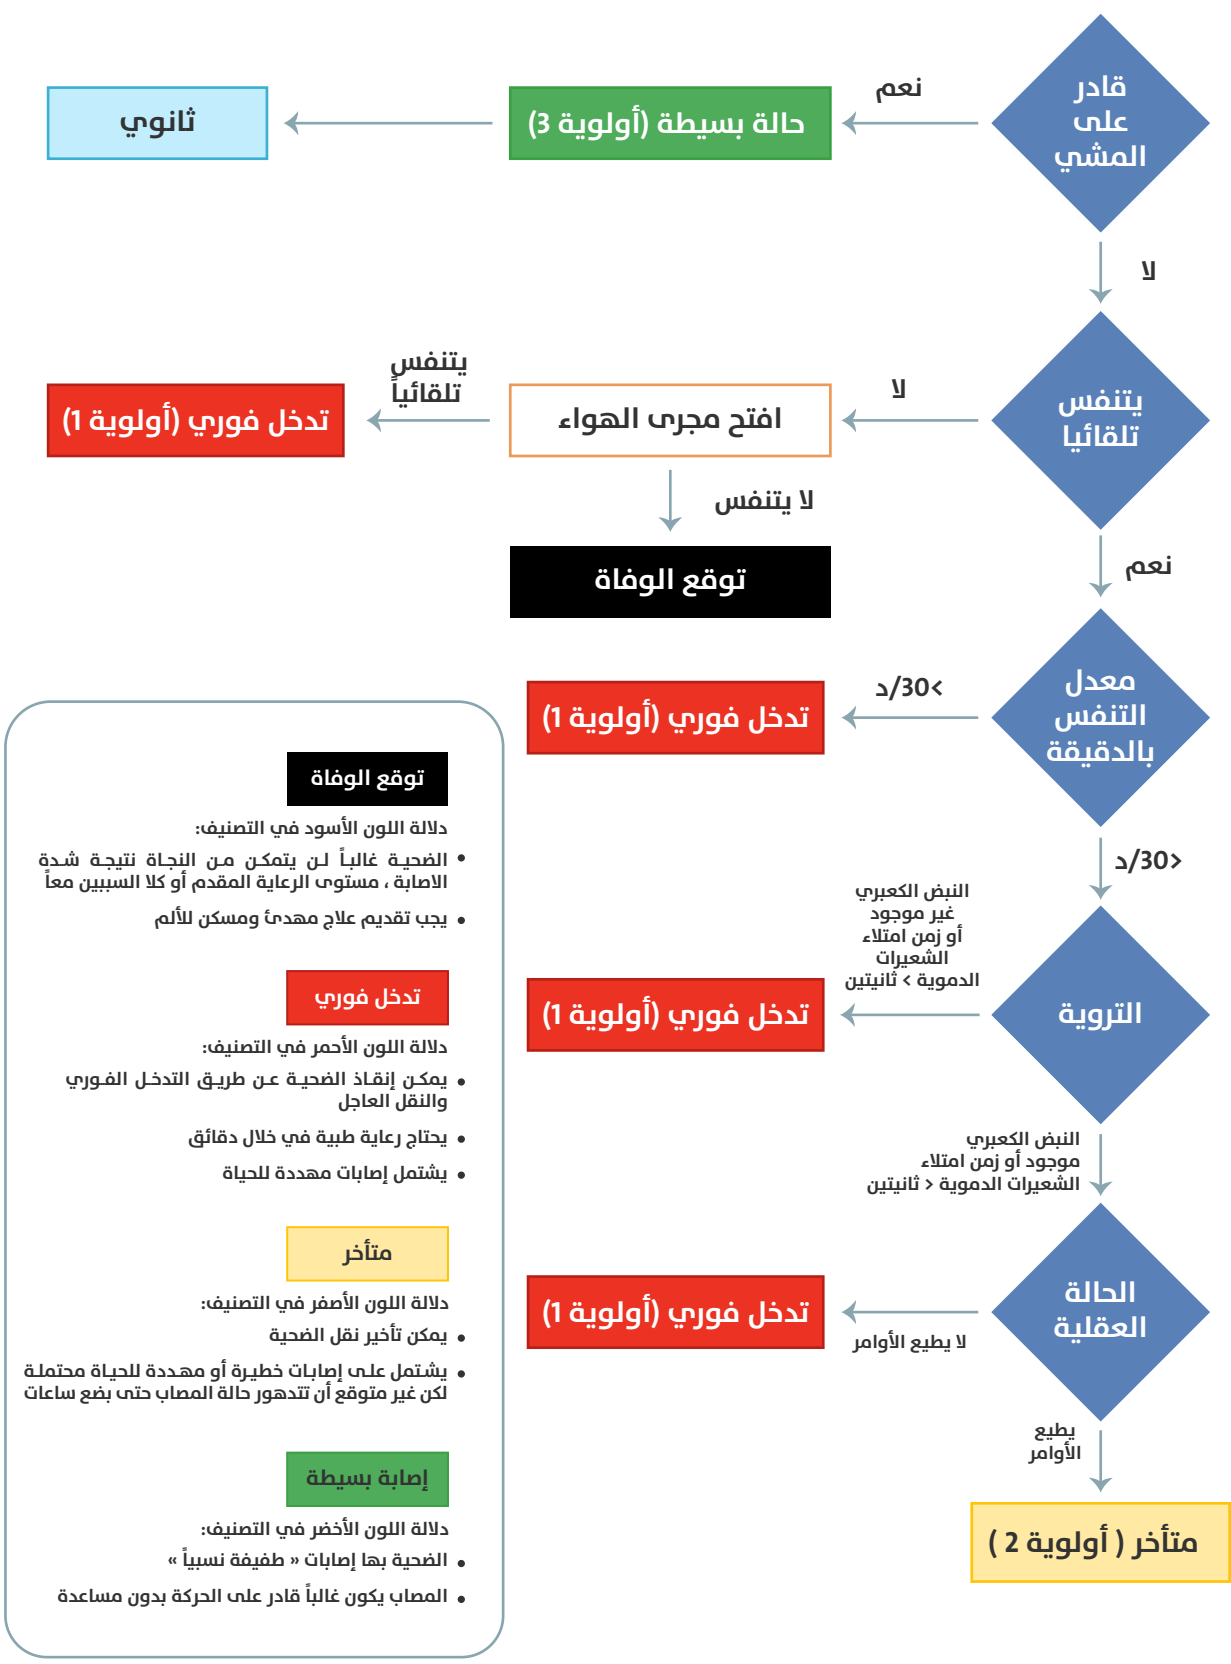 قادر
على
المشي
نعم
حالة بسيطة (أولوية 3)
ثانوي
لا
يتنفس
تلقائيا
لا
افتح مجرى الهواء
يتنفس
تلقائياً
تدخل فوري (أولوية 1)
لا يتنفس
توقع الوفاة
نعم
معدل
التنفس
بالدقيقة
>30/د
تدخل فوري (أولوية 1)
<30/د
التروية
النبض الكعبري
غير موجود
أو زمن امتلاء
الشعيرات
الدموية > ثانيتين
تدخل فوري (أولوية 1)
النبض الكعبري
موجود أو زمن امتلاء
الشعيرات الدموية < ثانيتين
الحالة
العقلية
لا يطيع الأوامر
تدخل فوري (أولوية 1)
يطيع
الأوامر
متأخر ( أولوية 2 )
توقع الوفاة
دلالة اللون الأسود في التصنيف:
• الضحية غالباً لن يتمكن من النجاة نتيجة شدة
الاصابة ، مستوى الرعاية المقدم أو كلا السببين معاً
• يجب تقديم علاج مهدئ ومسكن للألم
تدخل فوري
دلالة اللون الأحمر في التصنيف:
• يمكن إنقاذ الضحية عن طريق التدخل الفوري
والنقل العاجل
• يحتاج رعاية طبية في خلال دقائق
• يشتمل إصابات مهددة للحياة
متأخر
دلالة اللون الأصفر في التصنيف:
• يمكن تأخير نقل الضحية
• يشتمل على إصابات خطيرة أو مهددة للحياة محتملة
لكن غير متوقع أن تتدهور حالة المصاب حتى بضع ساعات
إصابة بسيطة
دلالة اللون الأخضر في التصنيف:
• الضحية بها إصابات « طفيفة نسبياً »
• المصاب يكون غالباً قادر على الحركة بدون مساعدة